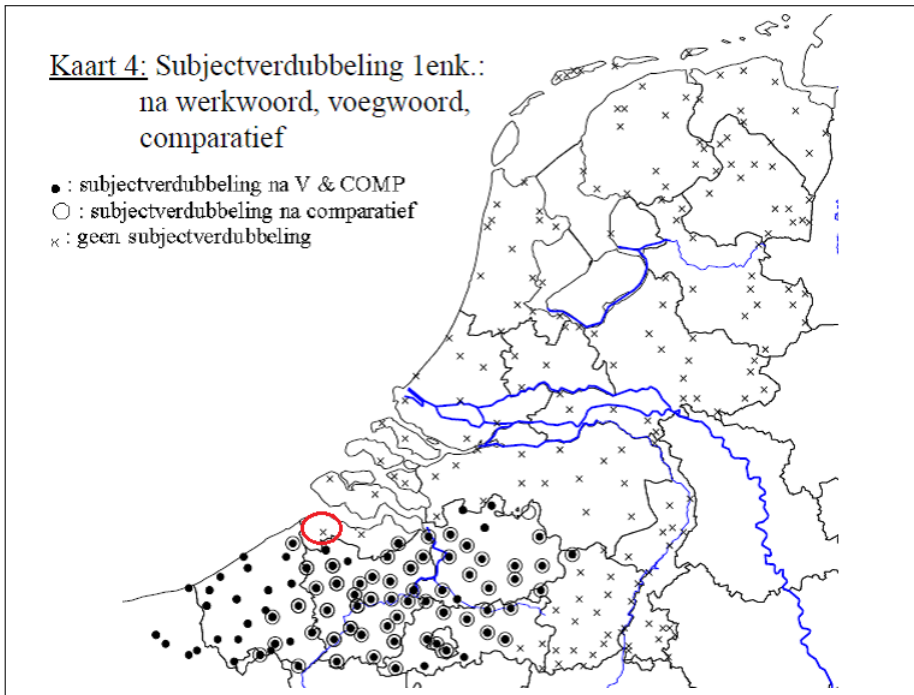 Kaart 4: Subjectverdubbeling 1enk.:
na werkwoord, voegwoord,
comparatief
● : subjectverdubbeling na V & COMP
○ : subjectverdubbeling na comparatief
× : geen subjectverdubbeling